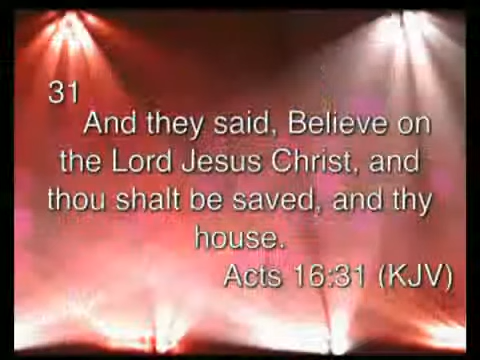 31
And they said, Believe on
the Lord Jesus Christ, and
thou shalt be saved, and thy
house.
Acts 16:31 (KJV)